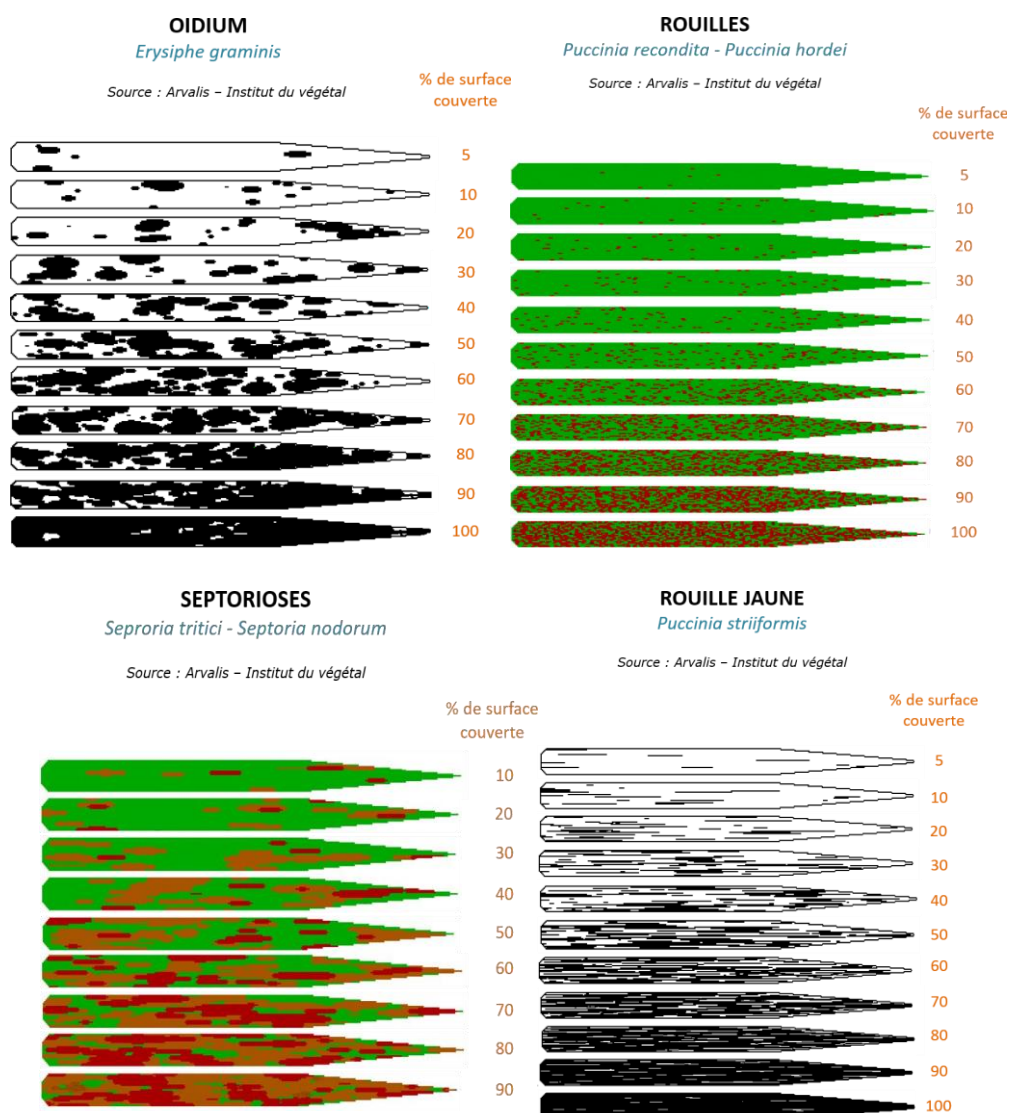 OIDIUM
Erysiphe graminis
Source : Arvalis – Institut du végétal
% de surface
couverte
5
10
20
30
40
50
60
70
80
90
100
ROUILLES
Puccinia recondita - Puccinia hordei
Source : Arvalis – Institut du végétal
% de surface
couverte
5
10
20
30
40
50
60
70
80
90
100
SEPTORIOSES
Seproria tritici - Septoria nodorum
Source : Arvalis – Institut du végétal
% de surface
couverte
10
20
30
40
50
60
70
80
90
ROUILLE JAUNE
Puccinia striiformis
Source : Arvalis – Institut du végétal
% de surface
couverte
5
10
20
30
40
50
60
70
80
90
100